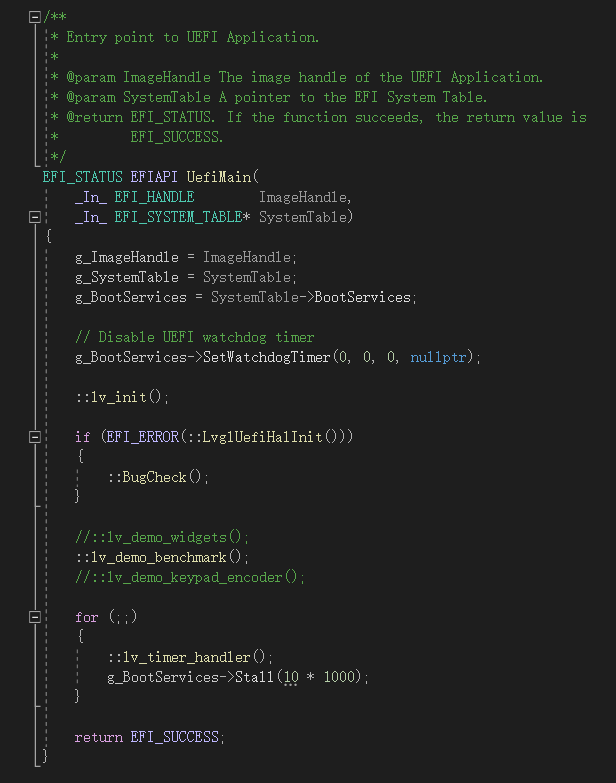 /**
 * Entry point to UEFI Application.
 *
 * @param ImageHandle The image handle of the UEFI Application.
 * @param SystemTable A pointer to the EFI System Table.
 * @return EFI_STATUS. If the function succeeds, the return value is
 *         EFI_SUCCESS.
 */
EFI_STATUS EFIAPI UefiMain(
    _In_ EFI_HANDLE        ImageHandle,
    _In_ EFI_SYSTEM_TABLE* SystemTable)
{
    g_ImageHandle = ImageHandle;
    g_SystemTable = SystemTable;
    g_BootServices = SystemTable->BootServices;

    // Disable UEFI watchdog timer
    g_BootServices->SetWatchdogTimer(0, 0, 0, nullptr);

    ::lv_init();

    if (EFI_ERROR(::LvglUefiHalInit()))
    {
        ::BugCheck();
    }

    //::lv_demo_widgets();
    ::lv_demo_benchmark();
    //::lv_demo_keypad_encoder();

    for (;;)
    {
        ::lv_timer_handler();
        g_BootServices->Stall(10 * 1000);
    }

    return EFI_SUCCESS;
}